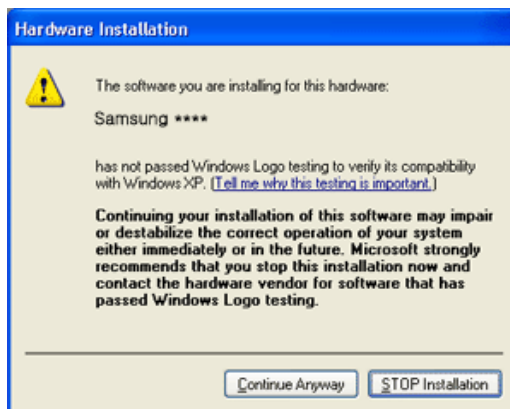 Hardware Installation
The software you are installing for this hardware:
Samsung ****
has not passed Windows Logo testing to verify its compatibility
with Windows XP. (Tell me why this testing is important.)
Continuing your installation of this software may impair
or destabilize the correct operation of your system
either immediately or in the future. Microsoft strongly
recommends that you stop this installation now and
contact the hardware vendor for software that has
passed Windows Logo testing.
Continue Anyway
STOP Installation